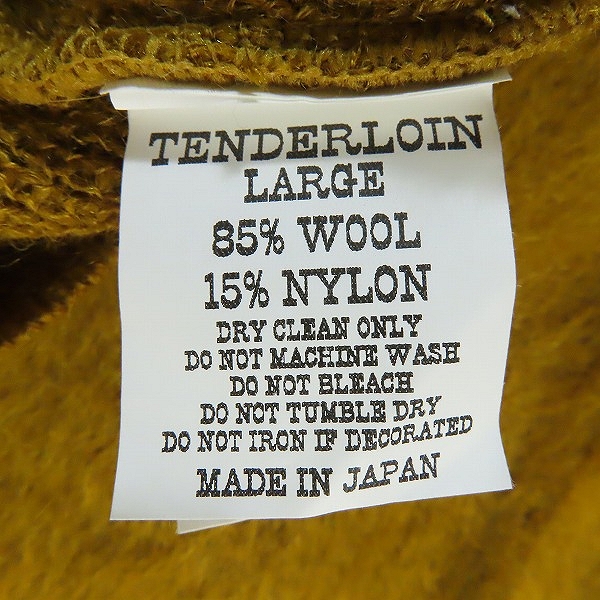 TENDERLOIN
LARGE
85% WOOL
15% NYLON
DRY CLEAN ONLY
DO NOT MACHINE WASH
DO NOT BLEACH
DO NOT TUMBLE DRY
DO NOT IRON IF DECORATED
MADE IN JAPAN